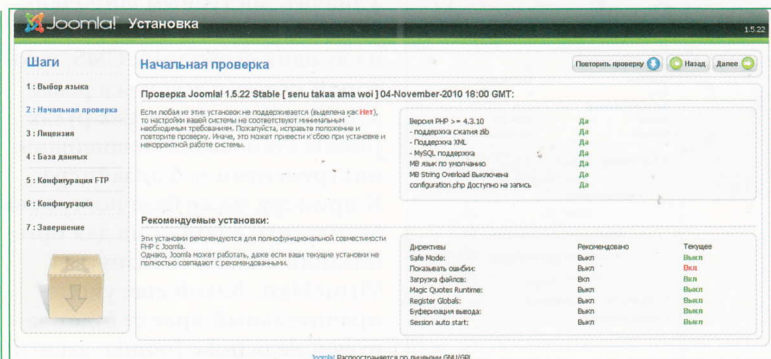 Joomla! Установка
1.5.22
Шаги
1 : Выбор языка
2 : Начальная проверка
3 : Лицензия
4 : База данных
5 : Конфигурация FTP
6 : Конфигурация
7 : Завершение
Начальная проверка
Повторить проверку
Назад
Далее
Проверка Joomla! 1.5.22 Stable [ senu takaa ama woi ] 04-November-2010 18:00 GMT:
Если любая из этих установок не поддерживается (выделена как Нет),
то настройки вашей системы не соответствуют минимальным
необходимым требованиям. Пожалуйста, исправьте положение и
повторите проверку. Иначе, это может привести к сбою при установке и
некорректной работе системы.
Версия PHP >= 4.3.10 Да
- поддержка сжатия zlib Да
- Поддержка XML Да
- MySQL поддержка Да
MB язык по умолчанию Да
MB String Overload Выключена Да
configuration.php Доступно на запись Да
Рекомендуемые установки:
Эти установки рекомендуются для полнофункциональной совместимости
PHP с Joomla.
Однако, Joomla может работать, даже если ваши текущие установки не
полностью совпадают с рекомендованными.
Директивы Рекомендовано Текущее
Safe Mode: Выкл Выкл
Показывать ошибки: Выкл Вкл
Загрузка файлов: Вкл Вкл
Magic Quotes Runtime: Выкл Выкл
Register Globals: Выкл Выкл
Буферизация вывода: Выкл Выкл
Session auto start: Выкл Выкл
Joomla! Распространяется по лицензии GNU/GPL